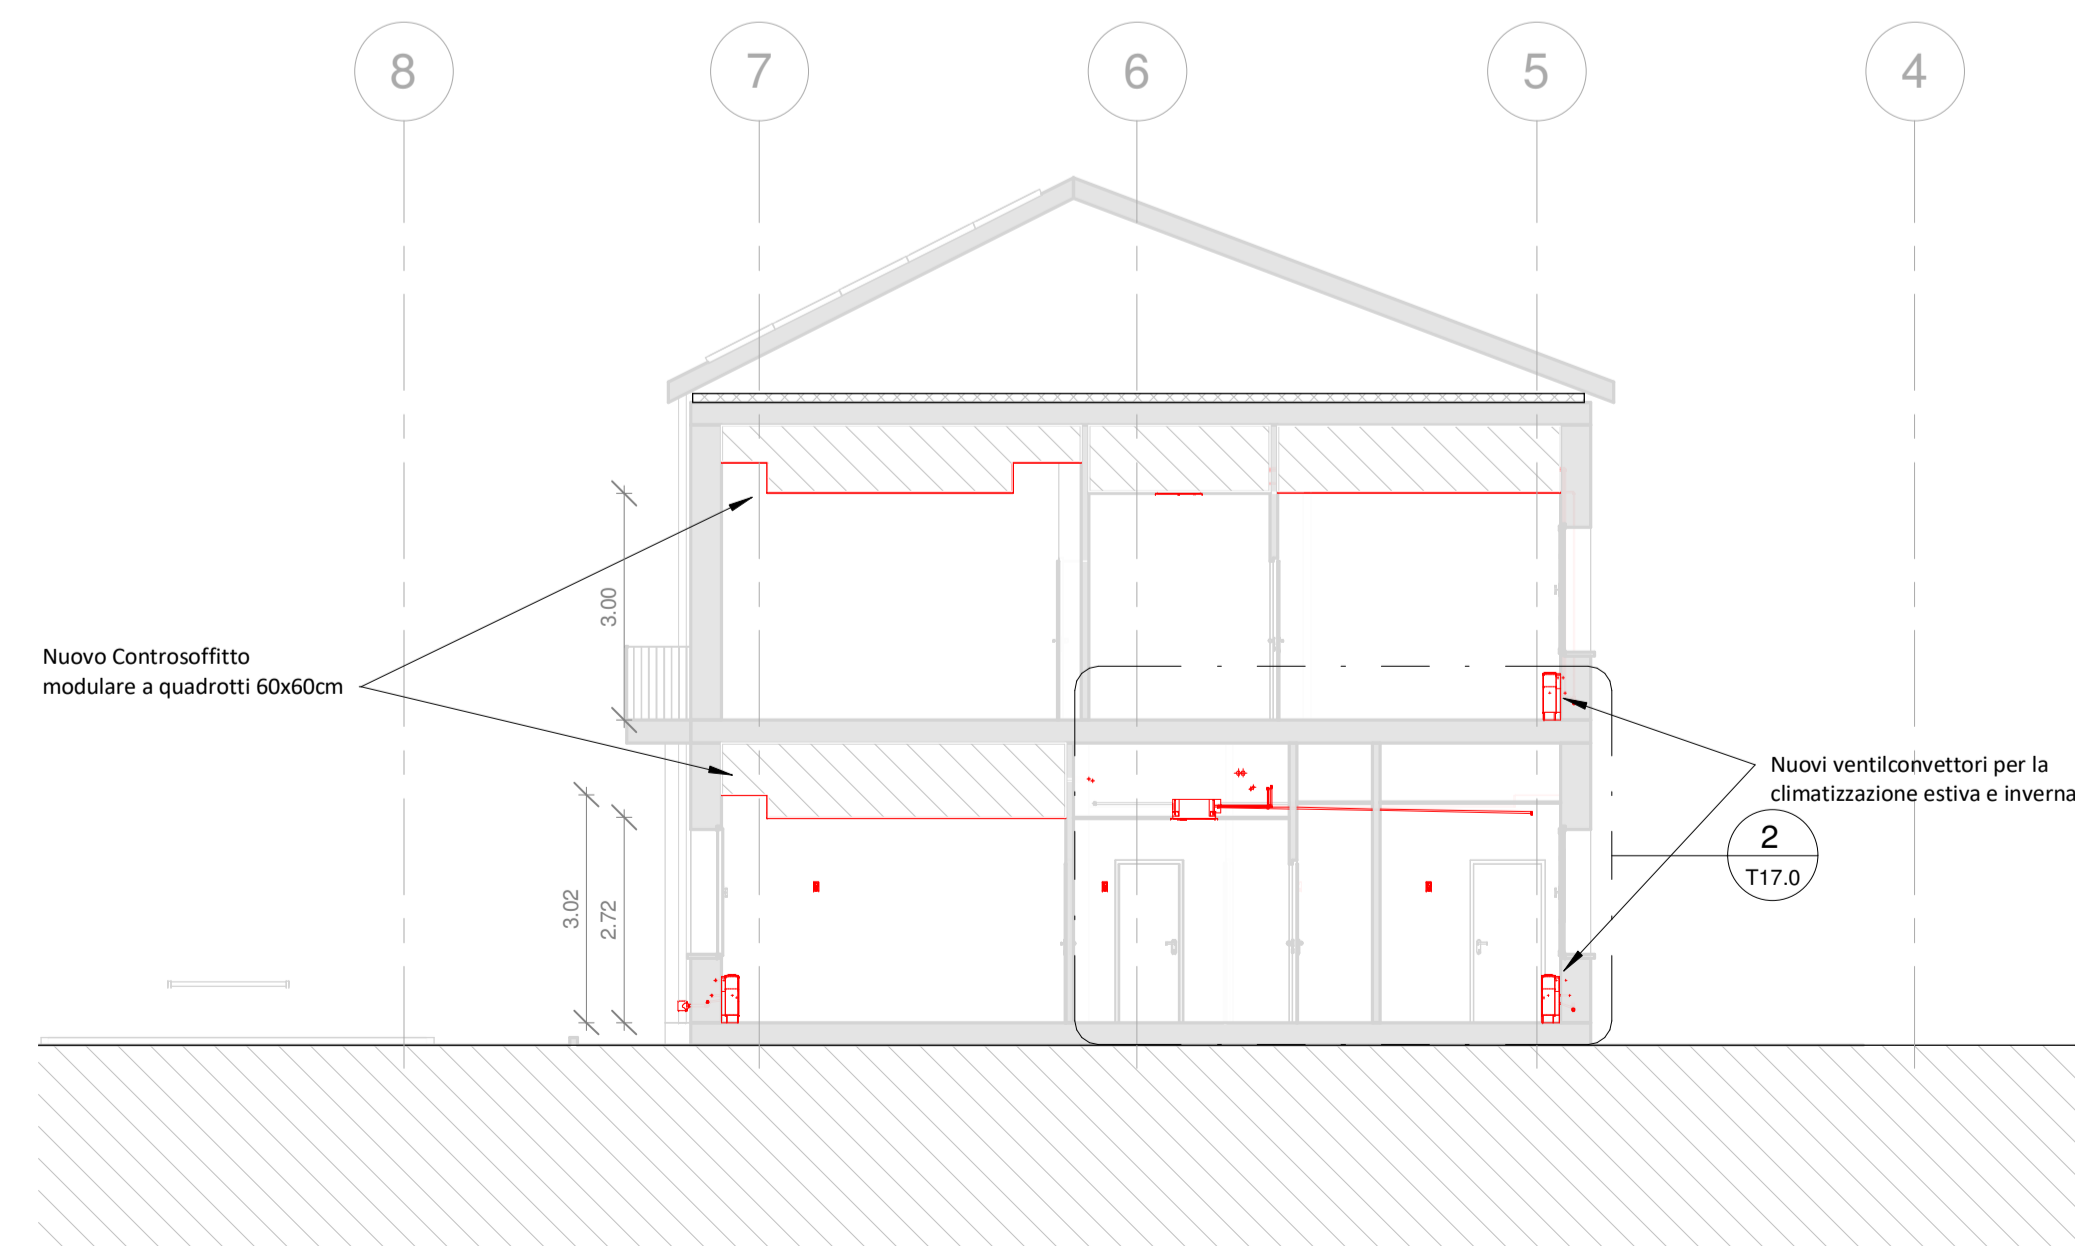 8
7
6
5
4
3.00
Nuovo Controsoffitto
modulare a quadrotti 60x60cm
Nuovi ventilconvettori per la
climatizzazione estiva e inverna
2
T17.0
3.02
2.72